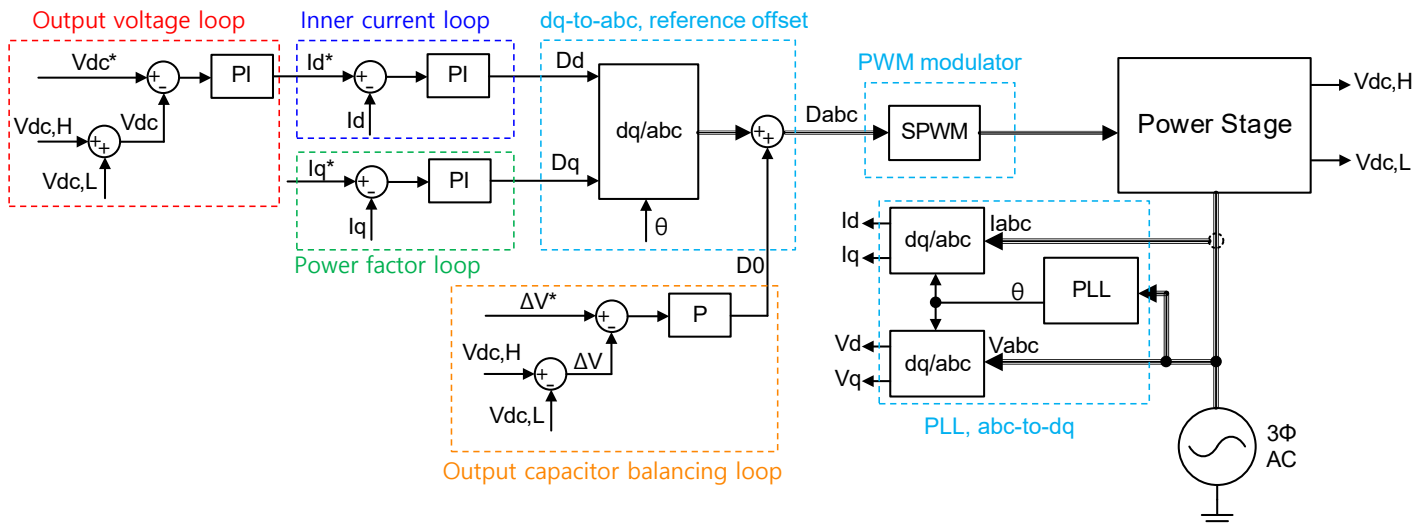 Output voltage loop
Inner current loop
dq-to-abc, reference offset
Vdc*
+
-
PI
Id*
+
-
PI
Dd
Vdc,H
+
+
Vdc
Vdc,L
Id
dq/abc
+
+
Dabc
PWM modulator
SPWM
Power Stage
Vdc,H
Vdc,L
Iq*
+
-
PI
Dq
Iq
θ
Power factor loop
D0
Id
Iq
dq/abc
Iabc
θ
PLL
Vd
Vq
dq/abc
Vabc
PLL, abc-to-dq
ΔV*
+
-
P
Vdc,H
+
-
ΔV
Vdc,L
Output capacitor balancing loop
3Φ
AC